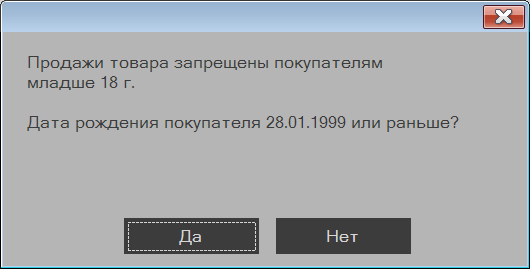 Продажи товара запрещены покупателям
младше 18 г.
Дата рождения покупателя 28.01.1999 или раньше?
Да
Нет